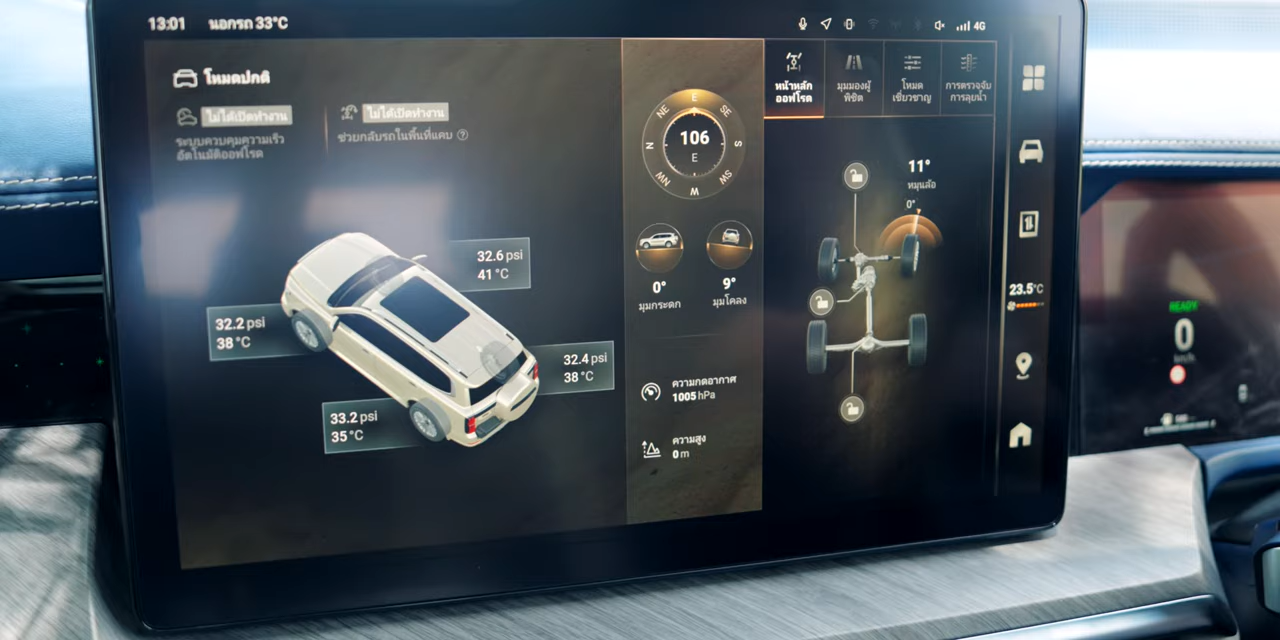 13:01 นอกรถ 33°C
4G
โหมดปกติ
ไม่ได้เปิดทำงาน
ระบบควบคุมความเร็ว
อัตโนมัติออฟโรด
ไม่ได้เปิดทำงาน
ช่วยกลับรถในพื้นที่แคบ ?
32.6 psi
41 °C
32.2 psi
38 °C
32.4 psi
38 °C
33.2 psi
35 °C
NE E SE
N 106 S
E
NW W SW
0°
มุมกระดก
9°
มุมโคลง
ความกดอากาศ
1005 hPa
ความสูง
0 m
หน้าหลัก
ออฟโรด
มุมมองผู้
พิชิต
โหมด
เชี่ยวชาญ
การตรวจจับ
การลุยน้ำ
11°
หมุนล้อ
0°
23.5°C
READY
0
km/h